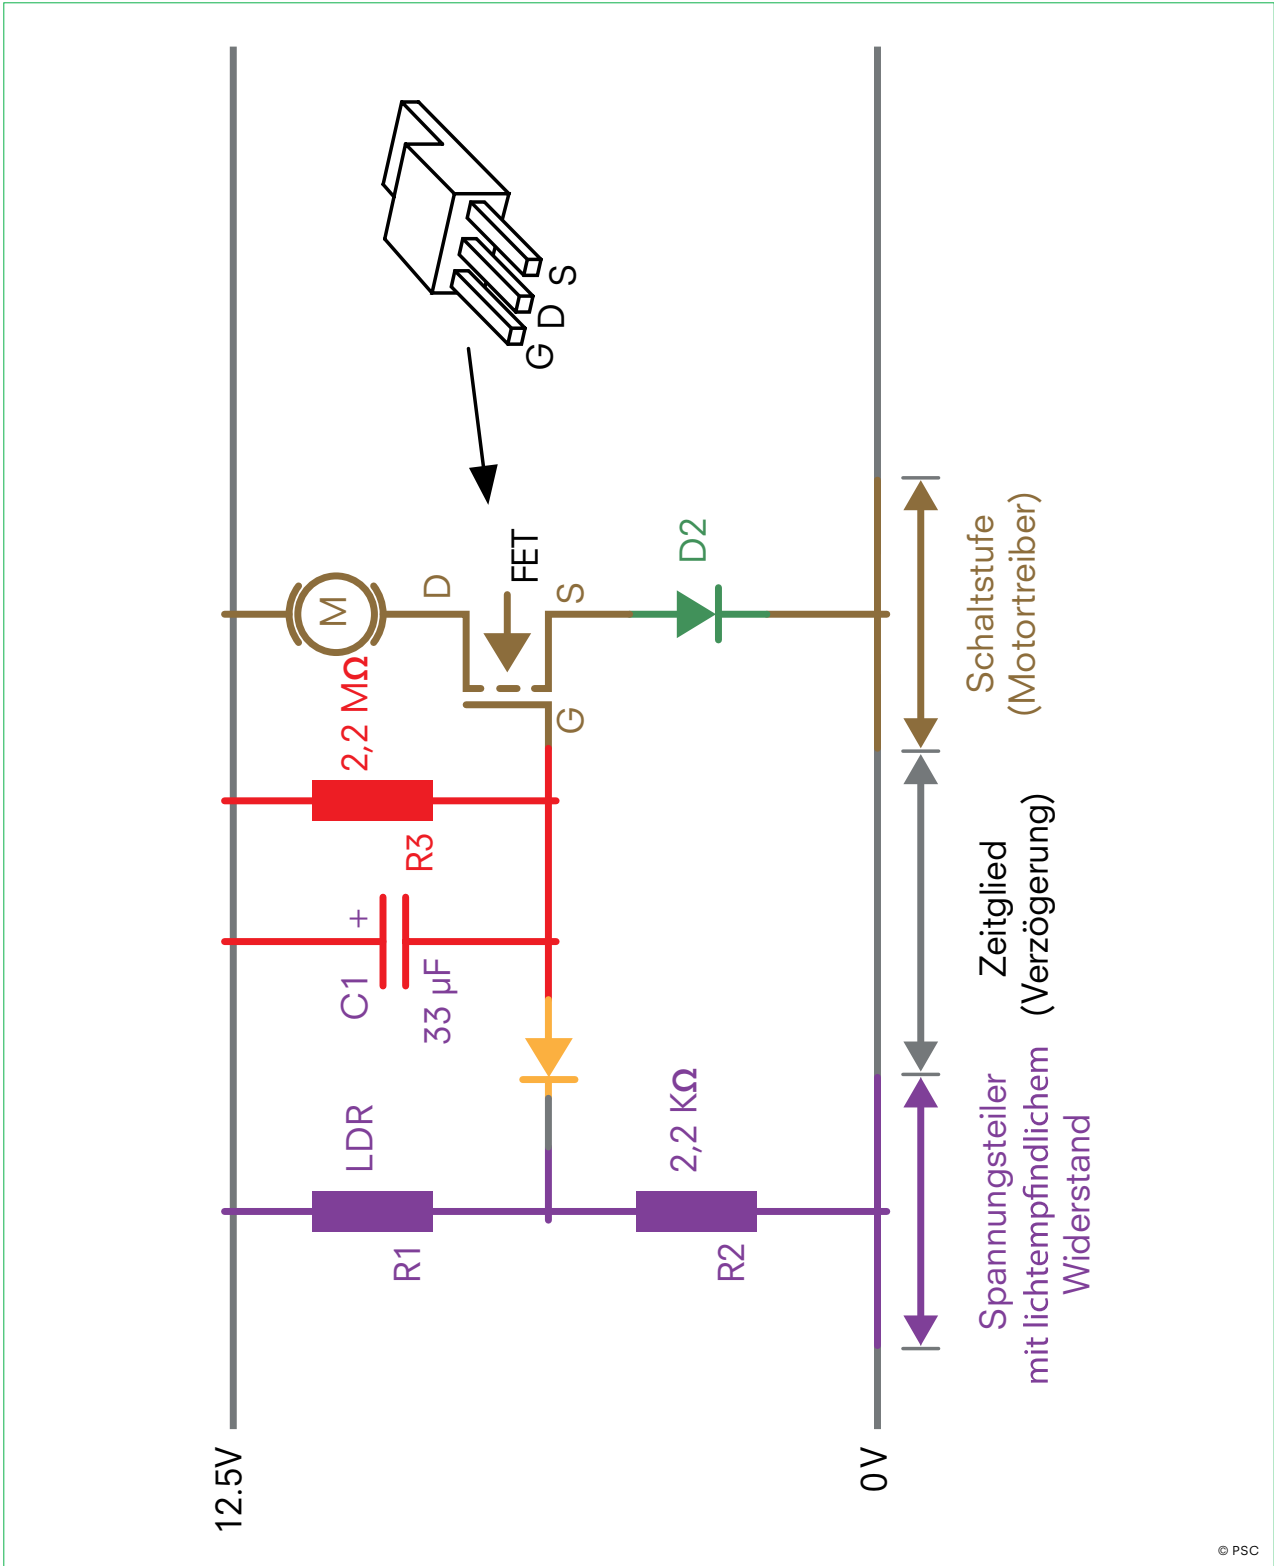 12.5V
0 V
R1
LDR
R2
2,2 KΩ
C1
+
33 µF
R3
2,2 MΩ
M
D
G
S
FET
D2
G
D
S
Spannungsteiler
mit lichtempfindlichem
Widerstand
Zeitglied
(Verzögerung)
Schaltstufe
(Motortreiber)
© PSC